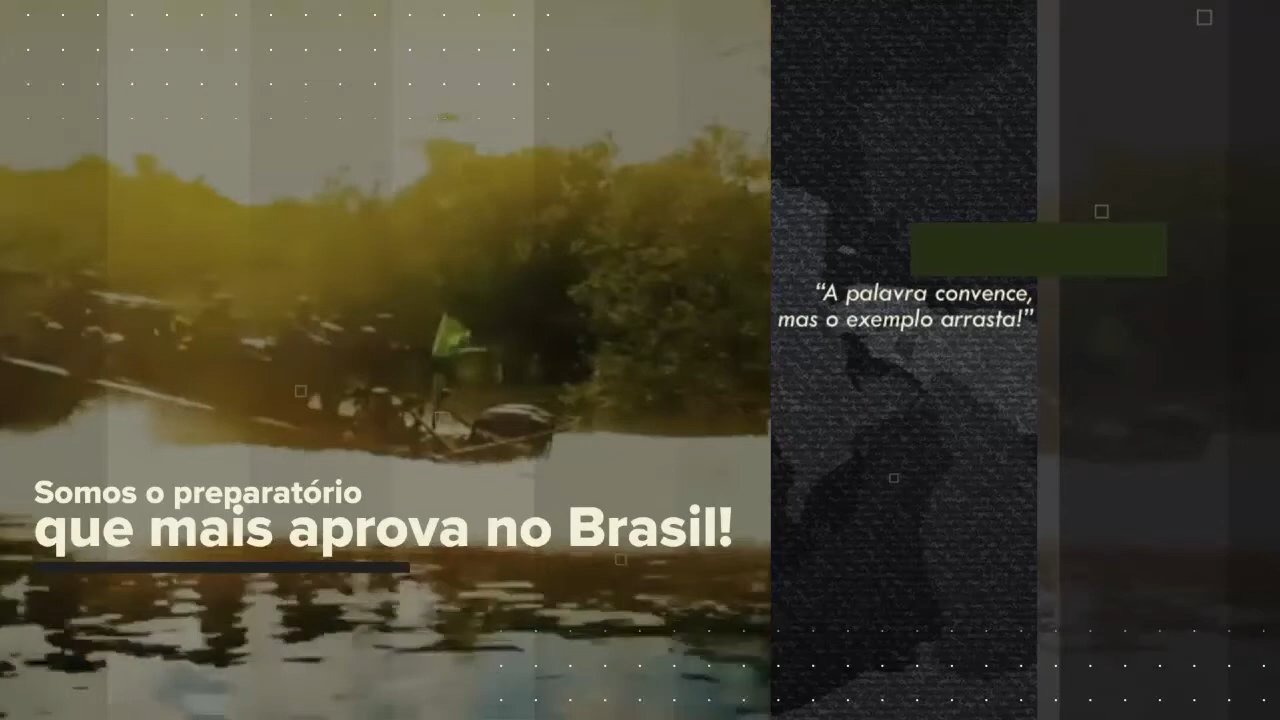 Somos o preparatório
que mais aprova no Brasil!
“A palavra convence,
mas o exemplo arrasta!”